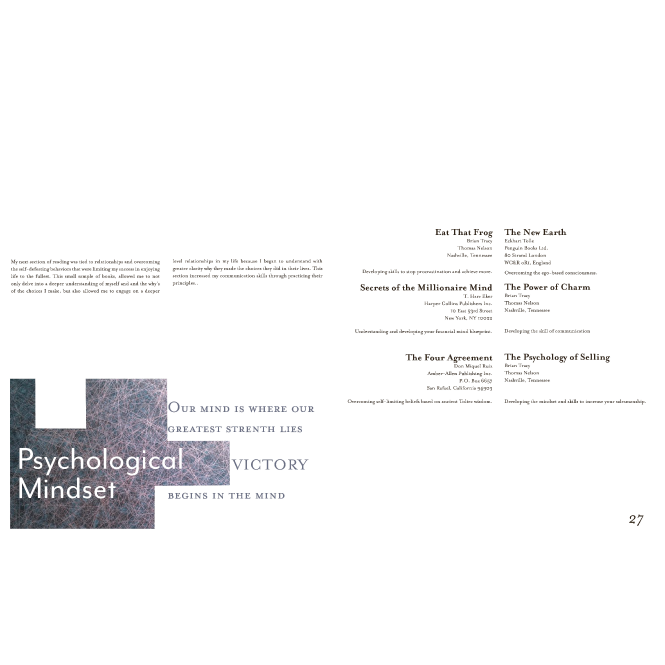 My next section of reading was tied to relationships and overcoming
the self-defeating behaviors that were limiting my success in enjoying
life to the fullest. This small sample of books, allowed me to not
only delve into a deeper understanding of myself and and the why's
of the choices I make, but also allowed me to engage on a deeper
level relationships in my life because I began to understand with
greater clarity why they made the choices they did in their lives. This
section increased my communication skills through practicing their
principles.
Psychological
Mindset
OUR MIND IS WHERE OUR
GREATEST STRENTH LIES
VICTORY
BEGINS IN THE MIND
Eat That Frog
Brian Tracy
Thomas Nelson
Nashville, Tennessee
Developing skills to stop procrastination and achieve more.
Secrets of the Millionaire Mind
T. Harv Eker
Harper Collins Publishers Inc.
10 East 53rd Street
New York, NY 10022
Understanding and developing your financial mind blueprint.
The Four Agreement
Don Miquel Ruis
Amber-Allen Publishing Inc.
P.O. Box 6657
San Rafael, California 94903
Overcoming self-limiting beliefs based on ancient Toltec wisdom.
The New Earth
Eckhart Tolle
Penguin Books Ltd.
80 Strand London
WC2R 0RL, England
Overcoming the ego-based consciousness.
The Power of Charm
Brian Tracy
Thomas Nelson
Nashville, Tennessee
Developing the skill of communication
The Psychology of Selling
Brian Tracy
Thomas Nelson
Nashville, Tennessee
Developing the mindset and skills to increase your salesmanship.
27